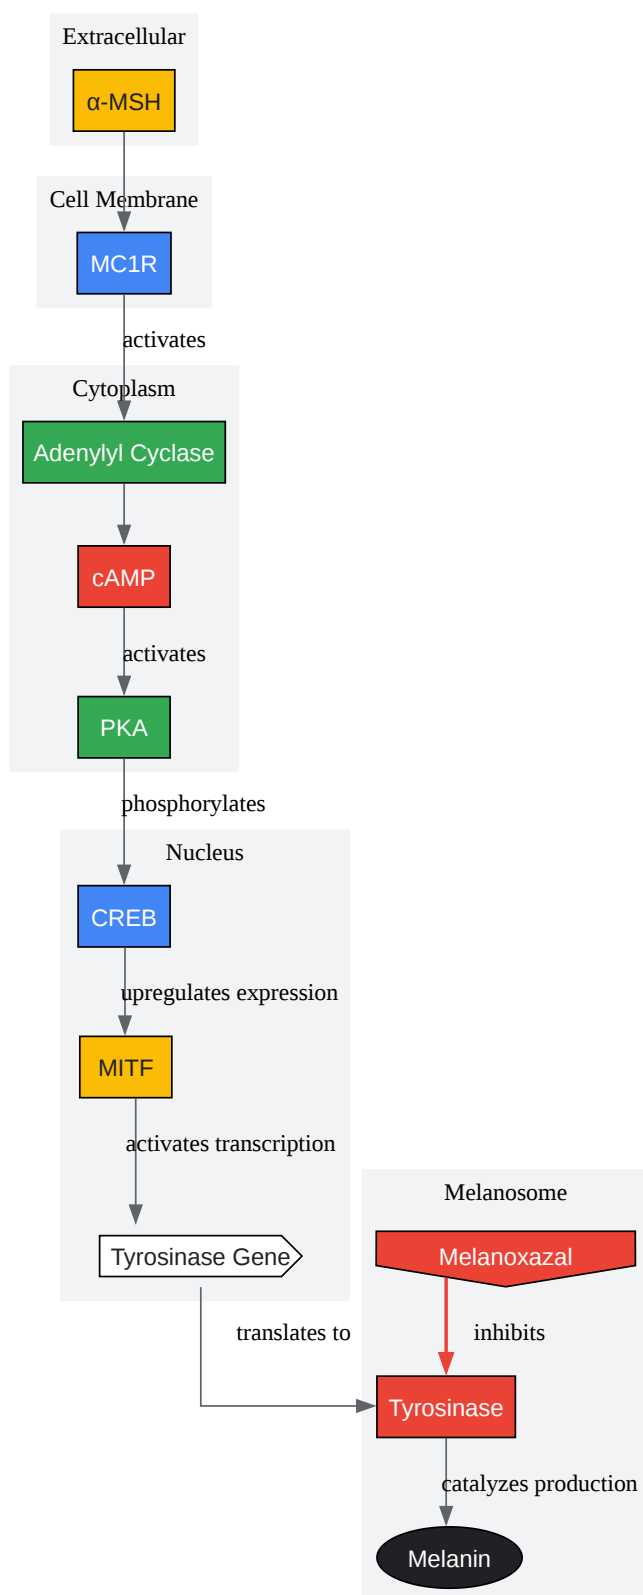 Extracellular
α-MSH
Cell Membrane
MC1R
activates
Cytoplasm
Adenylyl Cyclase
cAMP
activates
PKA
phosphorylates
Nucleus
CREB
upregulates expression
MITF
activates transcription
Tyrosinase Gene
translates to
Melanosome
Melanoxazal
inhibits
Tyrosinase
catalyzes production
Melanin